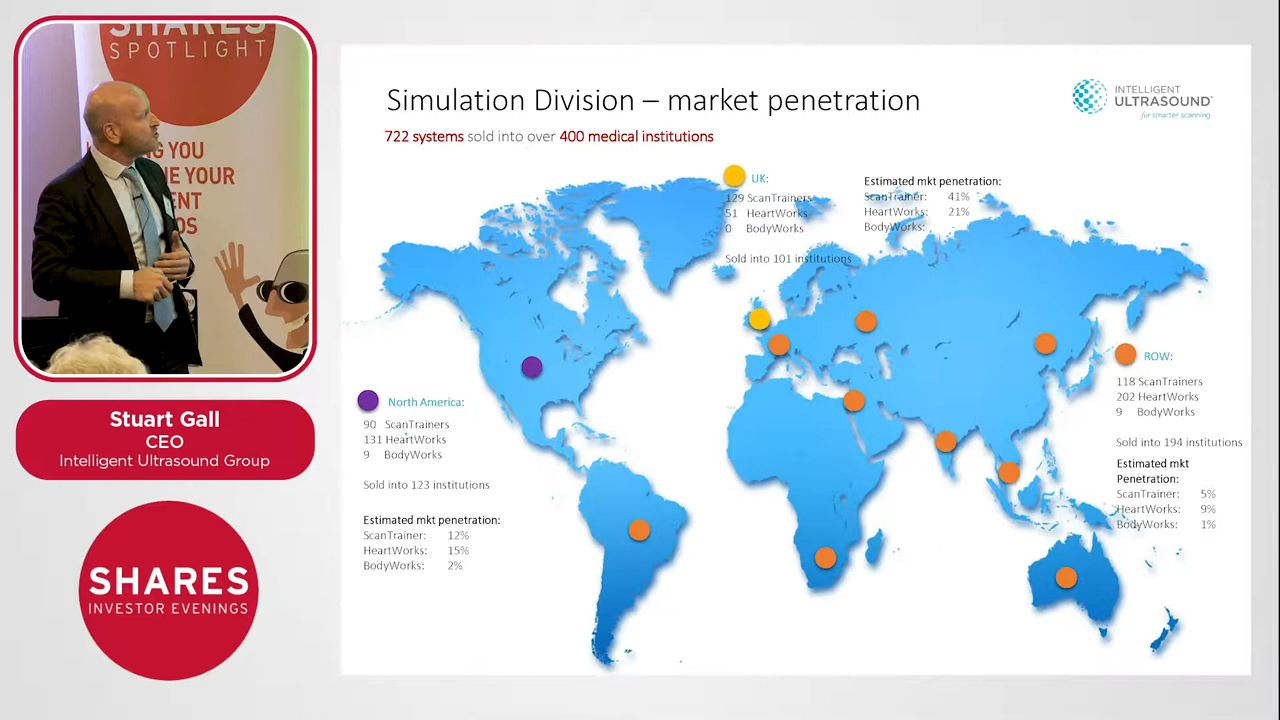 SHARES
SPOTLIGHT
YOU
YOUR
Stuart Gall
CEO
Intelligent Ultrasound Group
SHARES
INVESTOR EVENINGS
Simulation Division – market penetration
722 systems sold into over 400 medical institutions
INTELLIGENT
ULTRASOUND
for smarter scanning
UK:
129 ScanTrainers
51 HeartWorks
0 BodyWorks
Sold into 101 institutions
Estimated mkt penetration:
ScanTrainer: 41%
HeartWorks: 21%
BodyWorks: -
North America:
90 ScanTrainers
131 HeartWorks
9 BodyWorks
Sold into 123 institutions
Estimated mkt penetration:
ScanTrainer: 12%
HeartWorks: 15%
BodyWorks: 2%
ROW:
118 ScanTrainers
202 HeartWorks
9 BodyWorks
Sold into 194 institutions
Estimated mkt
Penetration:
ScanTrainer: 5%
HeartWorks: 9%
BodyWorks: 1%